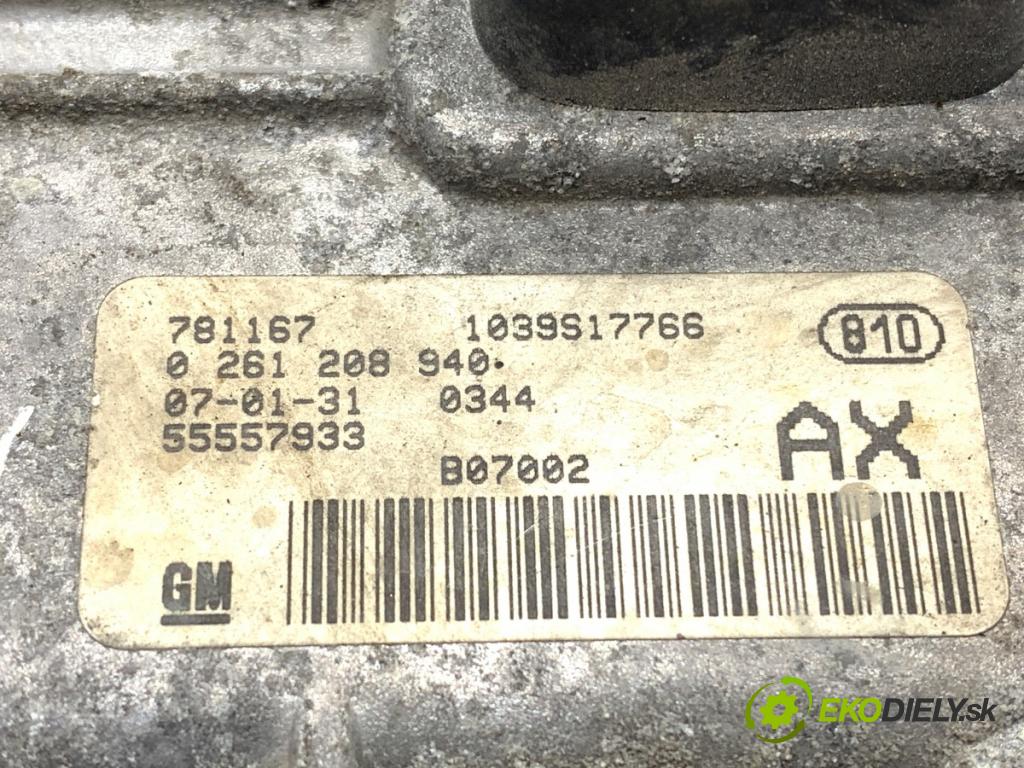 781167 1039S17766 810
0 261 208 940
07-01-31 0344
55557933 AX
B07002
GM
EKODIELY.sk